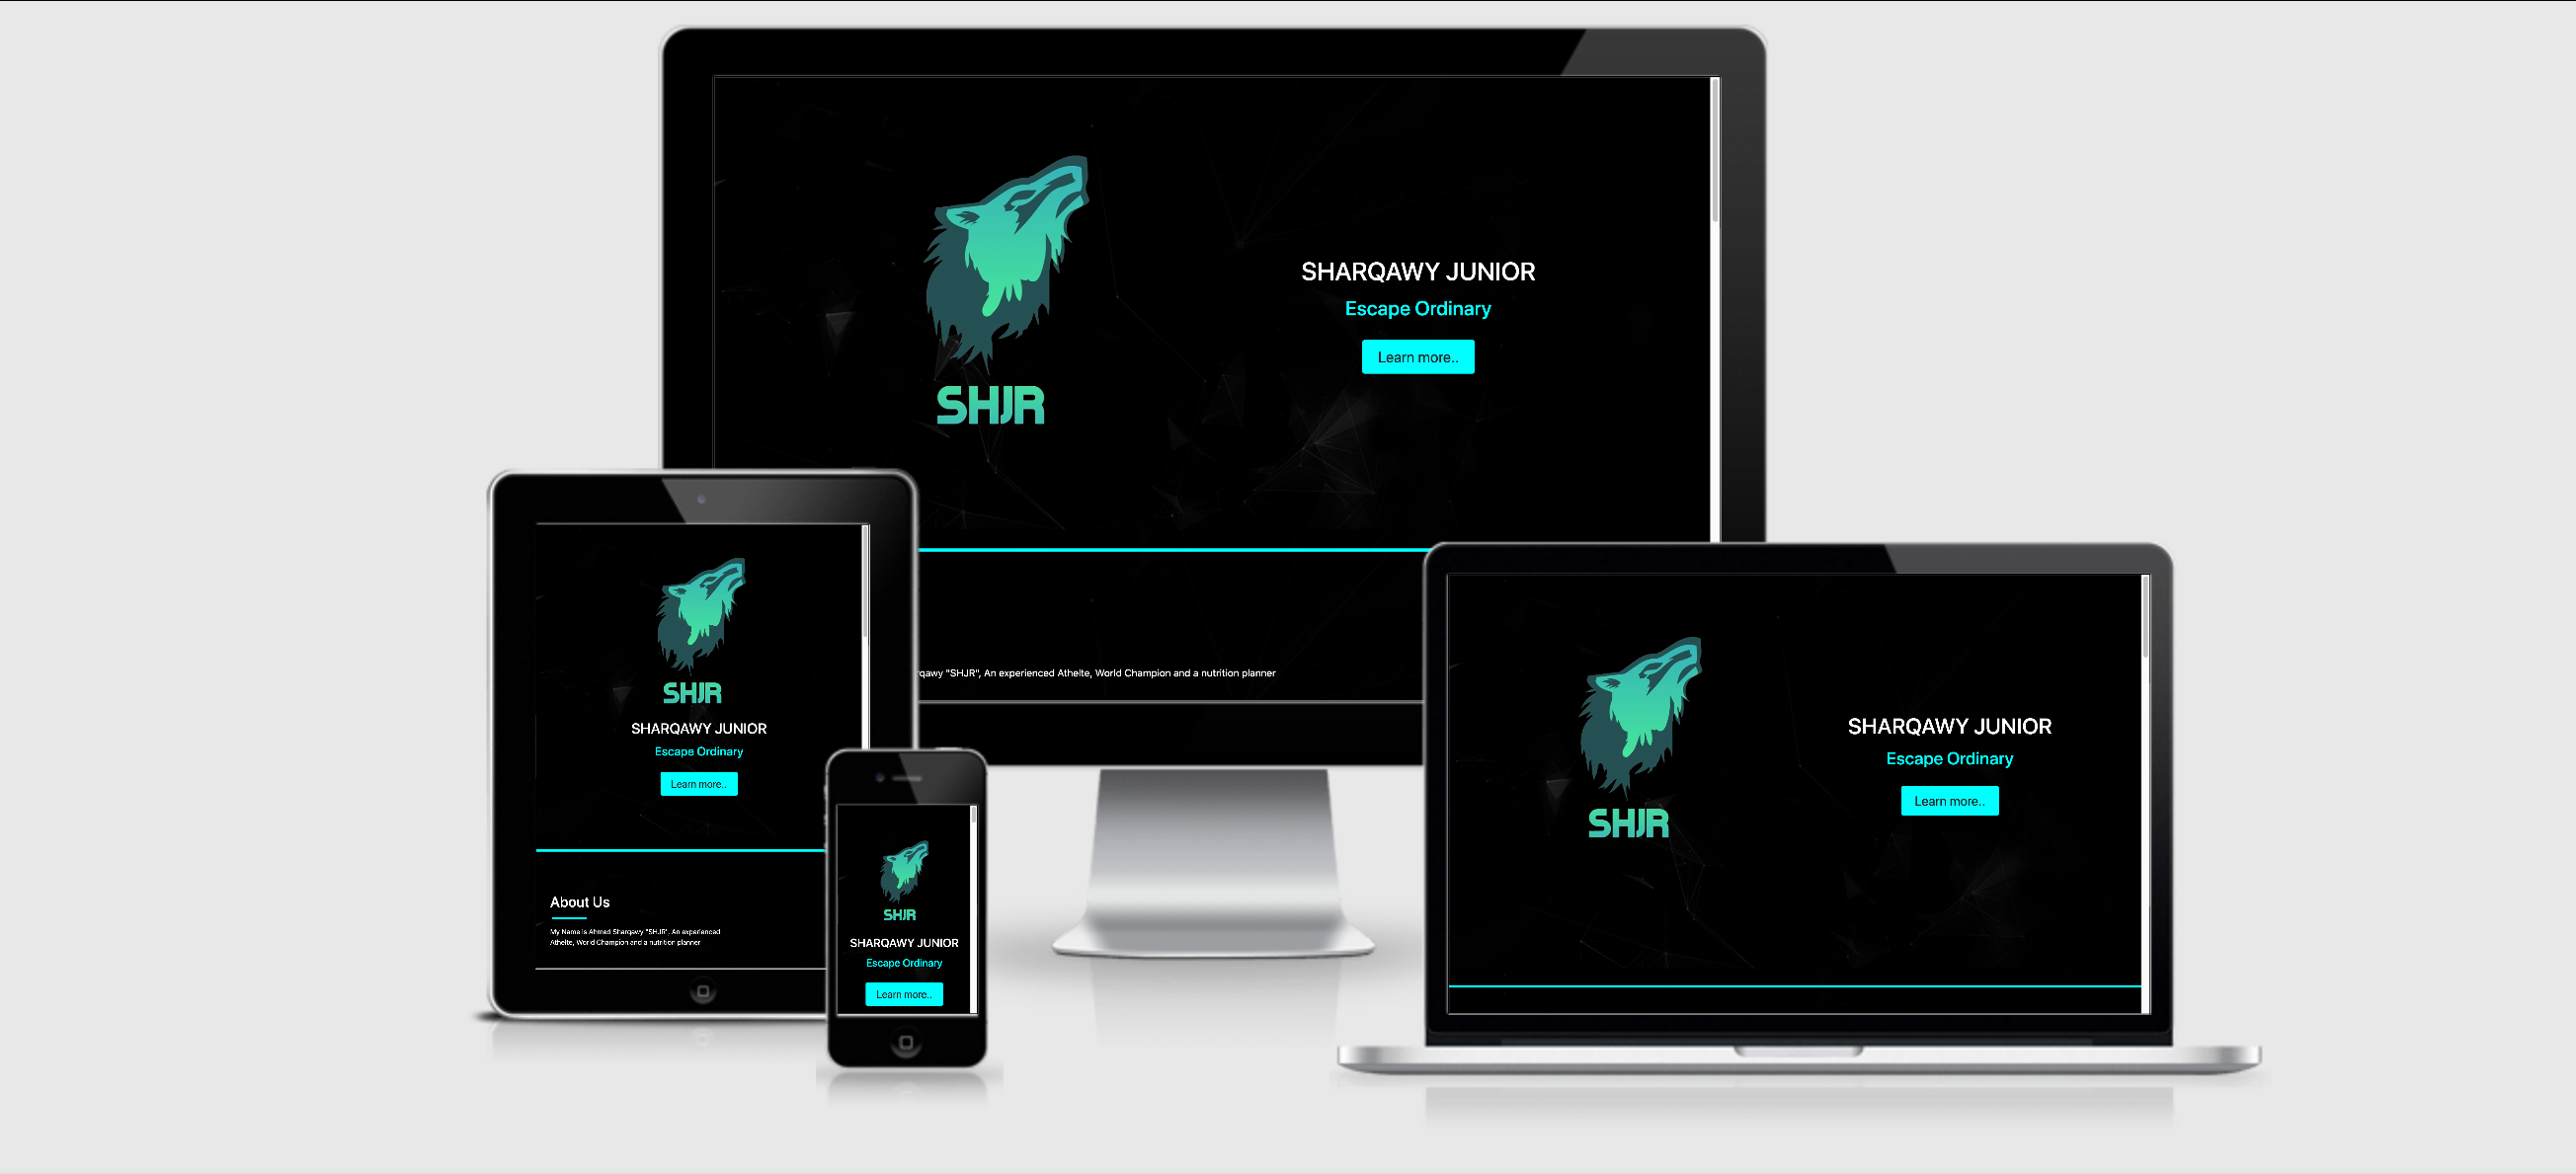 SHJR
SHARQAWY JUNIOR
Escape Ordinary
Learn more..
qawy "SHJR", An experienced Athelte, World Champion and a nutrition planner
SHJR
SHARQAWY JUNIOR
Escape Ordinary
Learn more..
About Us
My Name is Ahmed Sharqawy "SHJR", An experienced
Athelte, World Champion and a nutrition planner
SHJR
SHARQAWY JUNIOR
Escape Ordinary
Learn more..
SHJR
SHARQAWY JUNIOR
Escape Ordinary
Learn more..